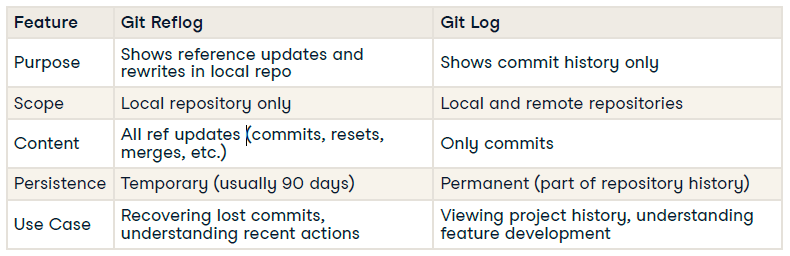 Feature Git Reflog Git Log
Purpose Shows reference updates and rewrites in local repo Shows commit history only
Scope Local repository only Local and remote repositories
Content All ref updates (commits, resets, merges, etc.) Only commits
Persistence Temporary (usually 90 days) Permanent (part of repository history)
Use Case Recovering lost commits, understanding recent actions Viewing project history, understanding feature development